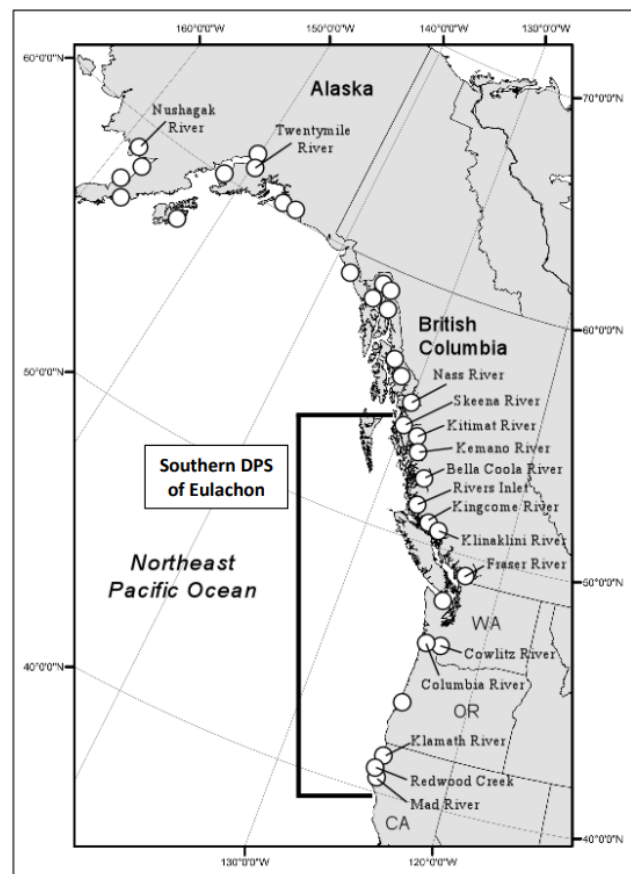 160°0'0"W
150°0'0"W
140°0'0"W
130°0'0"W
60°0'0"N
70°0'0"N
Alaska
Nushagak
River
Twentymile
River
60°0'0"N
British
Columbia
50°0'0"N
Nass River
Skeena River
Kitimat River
Kemano River
Southern DPS
of Eulachon
Bella Coola River
Rivers Inlet
Kingcome River
Klinaklini River
Northeast
Pacific Ocean
Fraser River
50°0'0"N
WA
Cowlitz River
40°0'0"N
Columbia River
OR
Klamath River
Redwood Creek
Mad River
CA
40°0'0"N
130°0'0"W
120°0'0"W